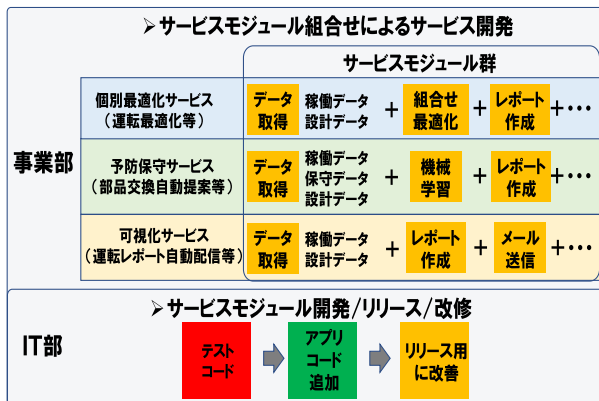 ➢サービスモジュール組合せによるサービス開発
サービスモジュール群
事業部
個別最適化サービス
（運転最適化等）
データ
取得
稼働データ
設計データ
+
組合せ
最適化
+
レポート
作成
+･･･
予防保守サービス
（部品交換自動提案等）
データ
取得
稼働データ
保守データ
設計データ
+
機械
学習
+
レポート
作成
+･･･
可視化サービス
（運転レポート自動配信等）
データ
取得
稼働データ
設計データ
+
レポート
作成
+
メール
送信
+･･･
➢サービスモジュール開発/リリース/改修
IT部
テスト
コード
アプリ
コード
追加
リリース用
に改善